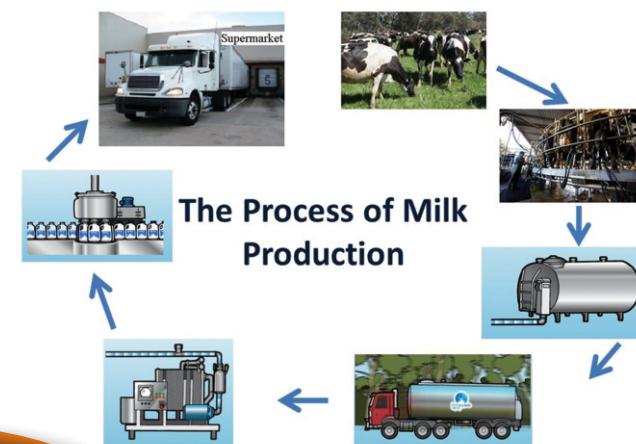 Supermarket
The Process of Milk
Production